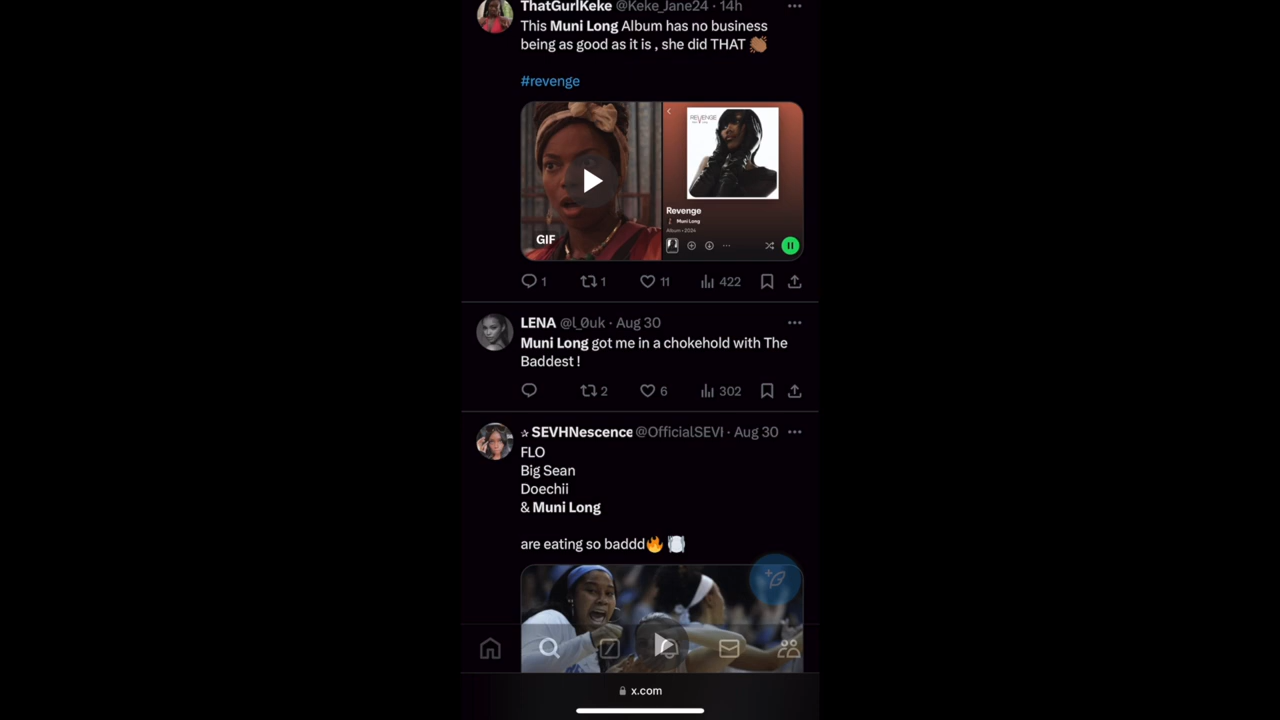 ThatGurlKeke @Keke_Jane24 · 14h
This Muni Long Album has no business
being as good as it is , she did THAT 👏🏾
#revenge
GIF
REVENGE
Revenge
Muni Long
Album • 2024
1 1 11 422
LENA @l_0uk · Aug 30
Muni Long got me in a chokehold with The
Baddest !
2 6 302
✰ SEVHNescence @OfficialSEVI · Aug 30
FLO
Big Sean
Doechii
& Muni Long
are eating so baddd🔥 🍽️
x.com